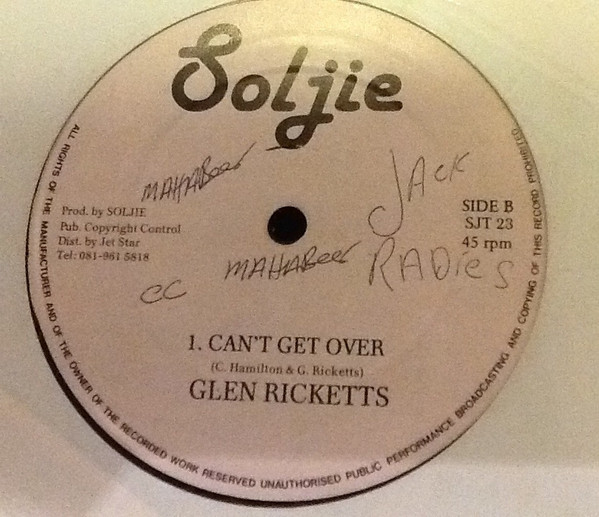 Soljie
MAHABeer
JACK
Prod. by SOLJIE
Pub. Copyright Control
Dist. by Jet Star
Tel: 081-961 5818
SIDE B
SJT 23
45 rpm
CC MAHABeer
RADiES
1. CAN'T GET OVER
(C. Hamilton & G. Ricketts)
GLEN RICKETTS
ALL RIGHTS OF THE MANUFACTURER AND OF THE OWNER OF THE RECORDED WORK RESERVED UNAUTHORISED PUBLIC PERFORMANCE BROADCASTING AND COPYING OF THIS RECORD PROHIBITED